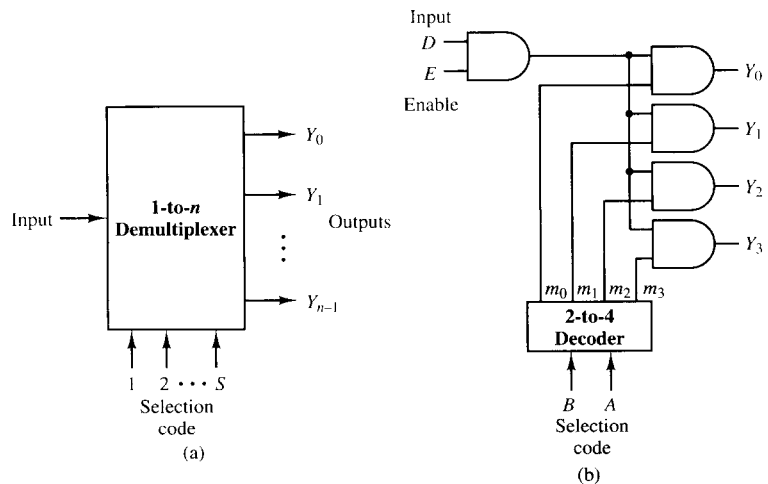 Input
1-to-n
Demultiplexer
Y0
Y1
Yn−1
Outputs
1 2 ••• S
Selection
code
(a)
Input
D
E
Enable
Y0
Y1
Y2
Y3
m0 m1 m2 m3
2-to-4
Decoder
B A
Selection
code
(b)